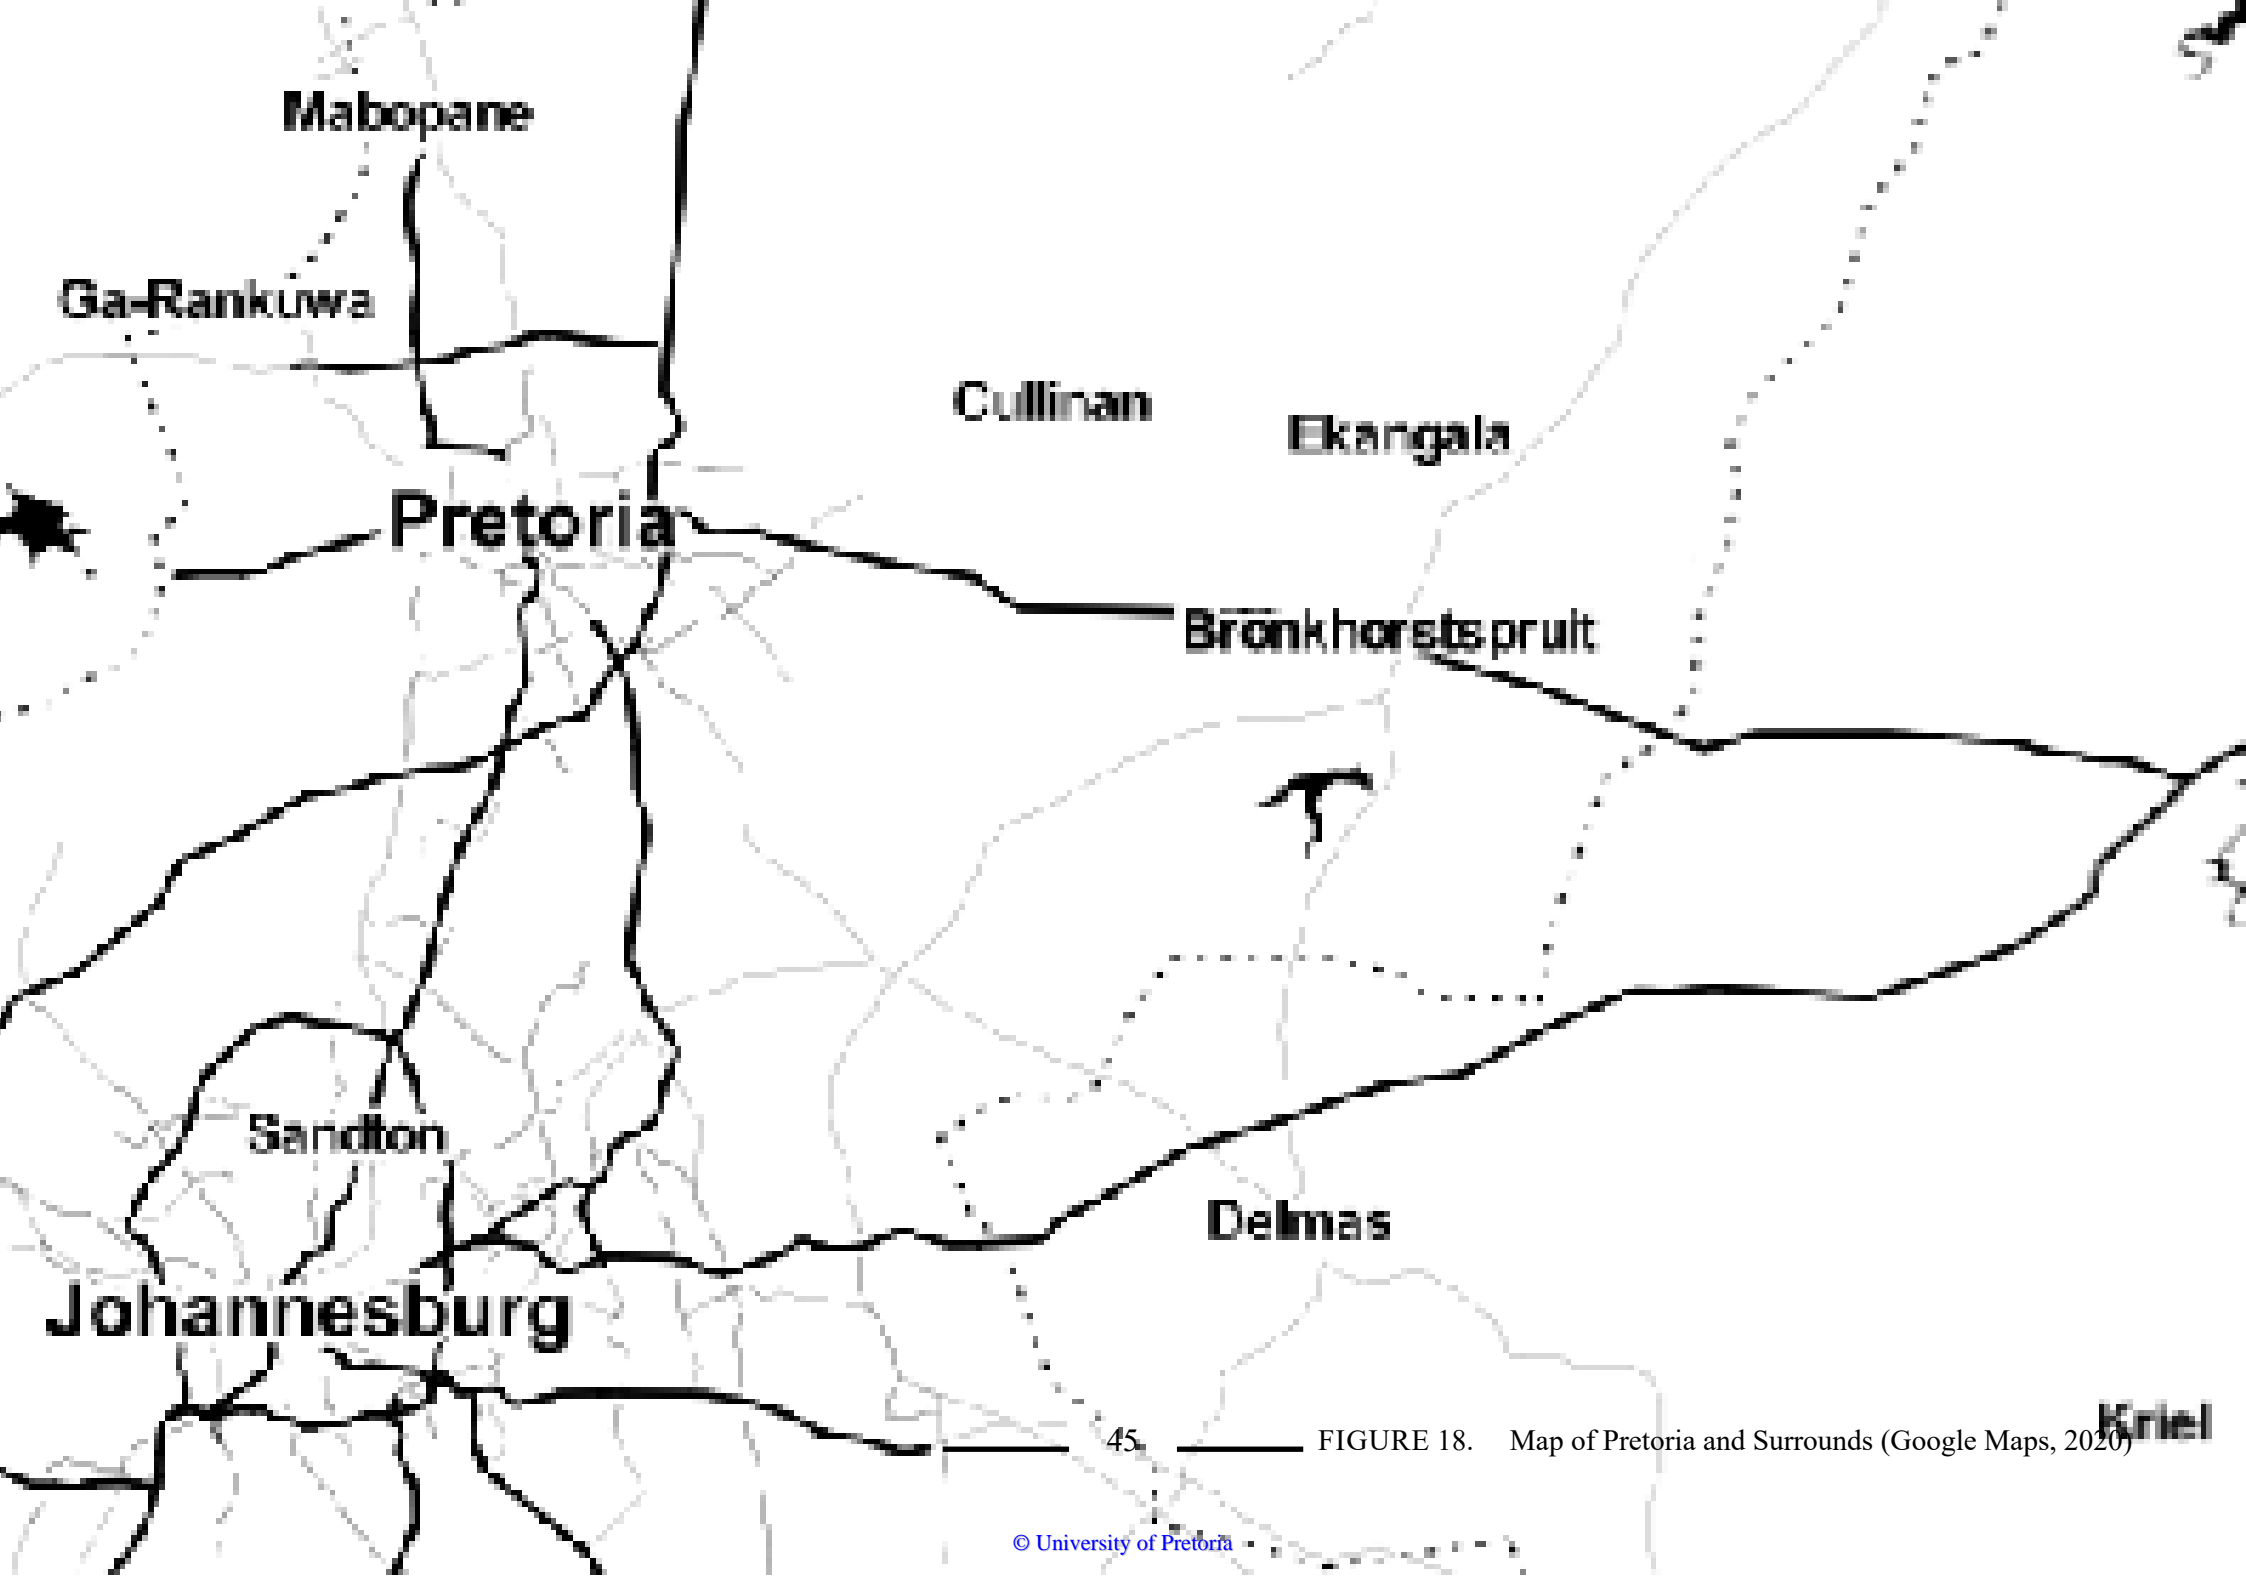 Mabopane
Ga-Rankuwa
Cullinan
Ekangala
Pretoria
Bronkhorstspruit
Sandton
Delmas
Johannesburg
Kriel
45
FIGURE 18. Map of Pretoria and Surrounds (Google Maps, 2020)
© University of Pretoria